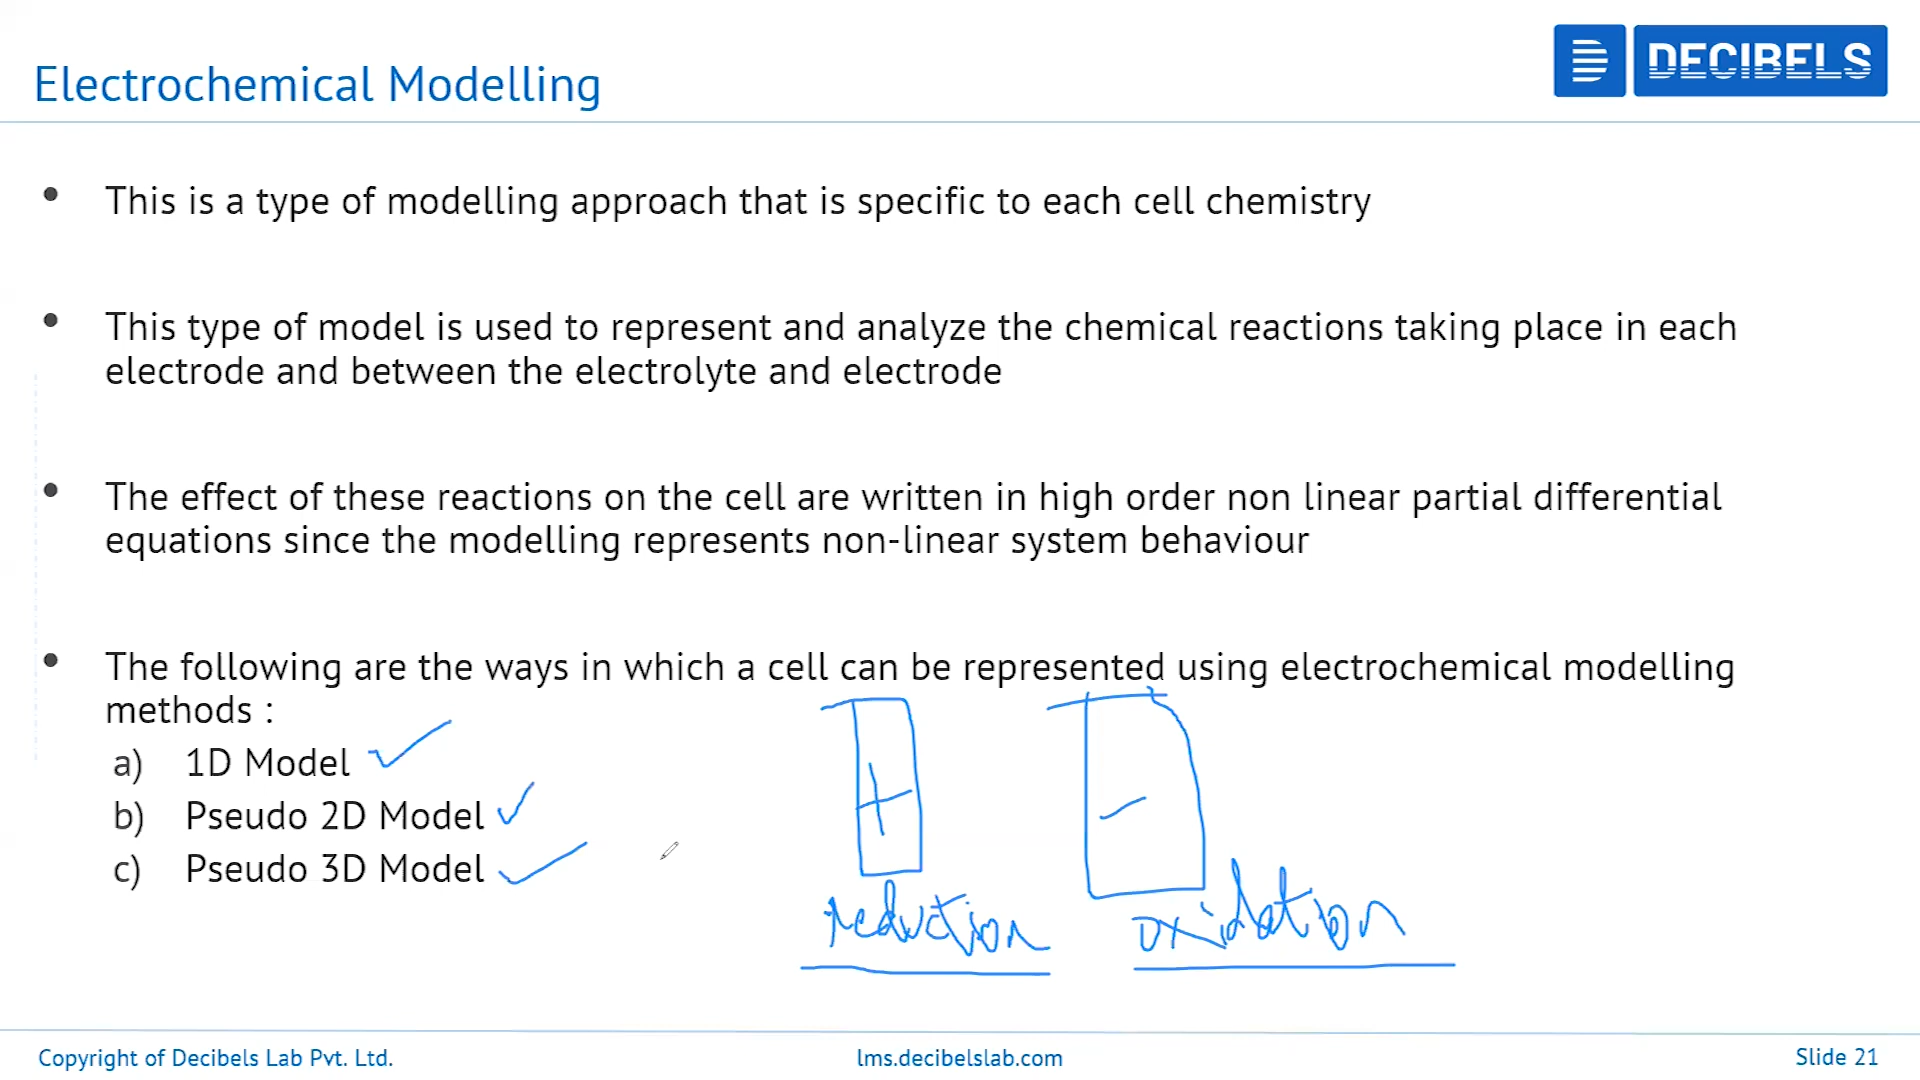 DECIBELS
Electrochemical Modelling
• This is a type of modelling approach that is specific to each cell chemistry
• This type of model is used to represent and analyze the chemical reactions taking place in each
electrode and between the electrolyte and electrode
• The effect of these reactions on the cell are written in high order non linear partial differential
equations since the modelling represents non-linear system behaviour
• The following are the ways in which a cell can be represented using electrochemical modelling
methods :
a) 1D Model
b) Pseudo 2D Model
c) Pseudo 3D Model
+ -
reduction oxidation
Copyright of Decibels Lab Pvt. Ltd. lms.decibelslab.com Slide 21